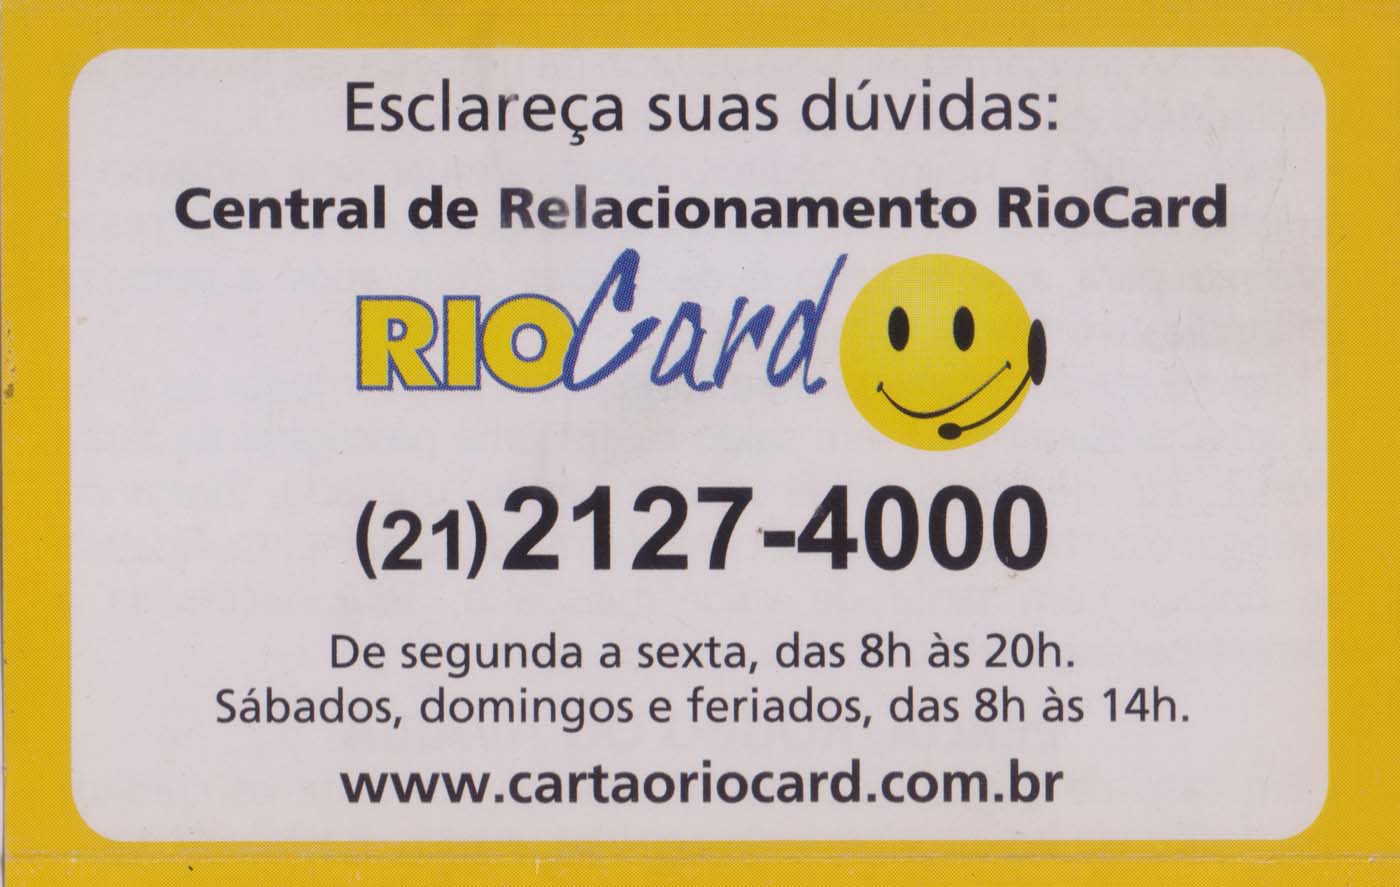 Esclareça suas dúvidas:
Central de Relacionamento RioCard
RIOCard
(21) 2127-4000
De segunda a sexta, das 8h às 20h.
Sábados, domingos e feriados, das 8h às 14h.
www.cartaoriocard.com.br